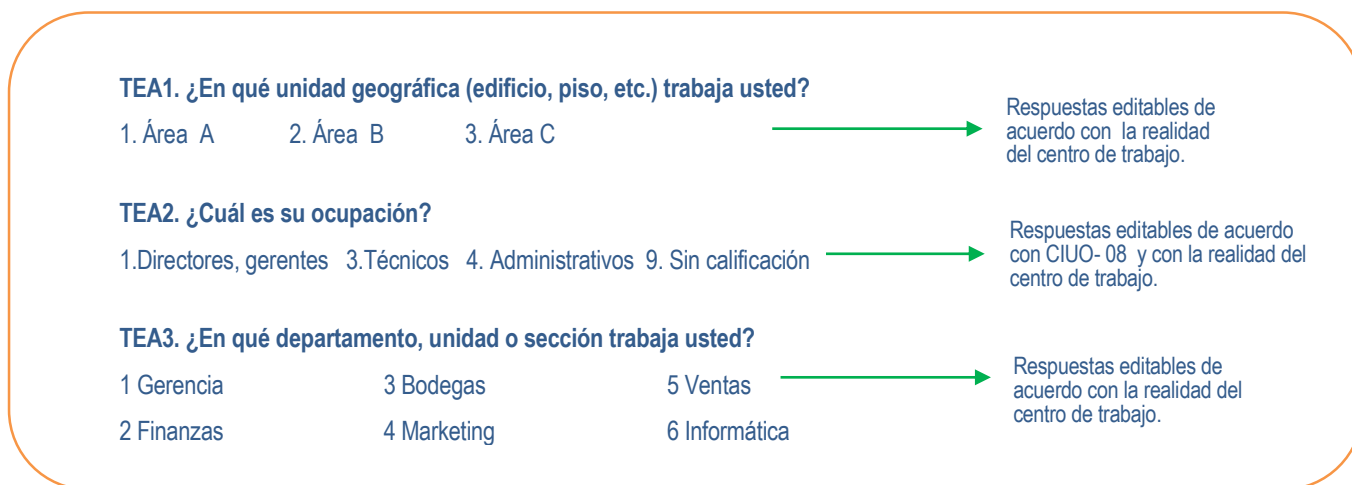 TEA1. ¿En qué unidad geográfica (edificio, piso, etc.) trabaja usted?
1. Área A 2. Área B 3. Área C
Respuestas editables de
acuerdo con la realidad
del centro de trabajo.
TEA2. ¿Cuál es su ocupación?
1.Directores, gerentes 3.Técnicos 4. Administrativos 9. Sin calificación
Respuestas editables de acuerdo
con CIUO- 08 y con la realidad del
centro de trabajo.
TEA3. ¿En qué departamento, unidad o sección trabaja usted?
1 Gerencia 3 Bodegas 5 Ventas
2 Finanzas 4 Marketing 6 Informática
Respuestas editables de
acuerdo con la realidad del
centro de trabajo.